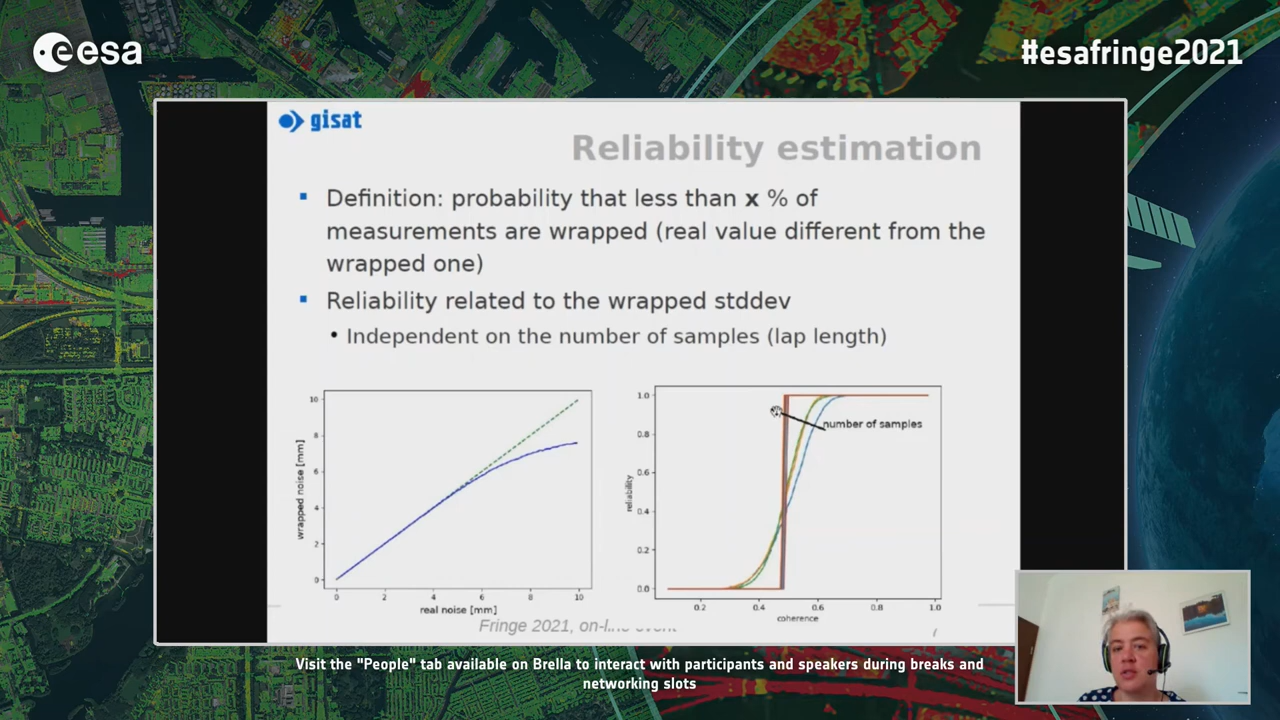 esa
#esafringe2021
gisat
Reliability estimation
Definition: probability that less than x % of
measurements are wrapped (real value different from the
wrapped one)
Reliability related to the wrapped stddev
• Independent on the number of samples (lap length)
10
8
6
4
2
0
wrapped noise [mm]
0 2 4 6 8 10
real noise [mm]
1.0
0.8
0.6
0.4
0.2
0.0
reliability
number of samples
0.2 0.4 0.6 0.8 1.0
coherence
Fringe 2021, on-line event
Visit the "People" tab available on Brella to interact with participants and speakers during breaks and
networking slots